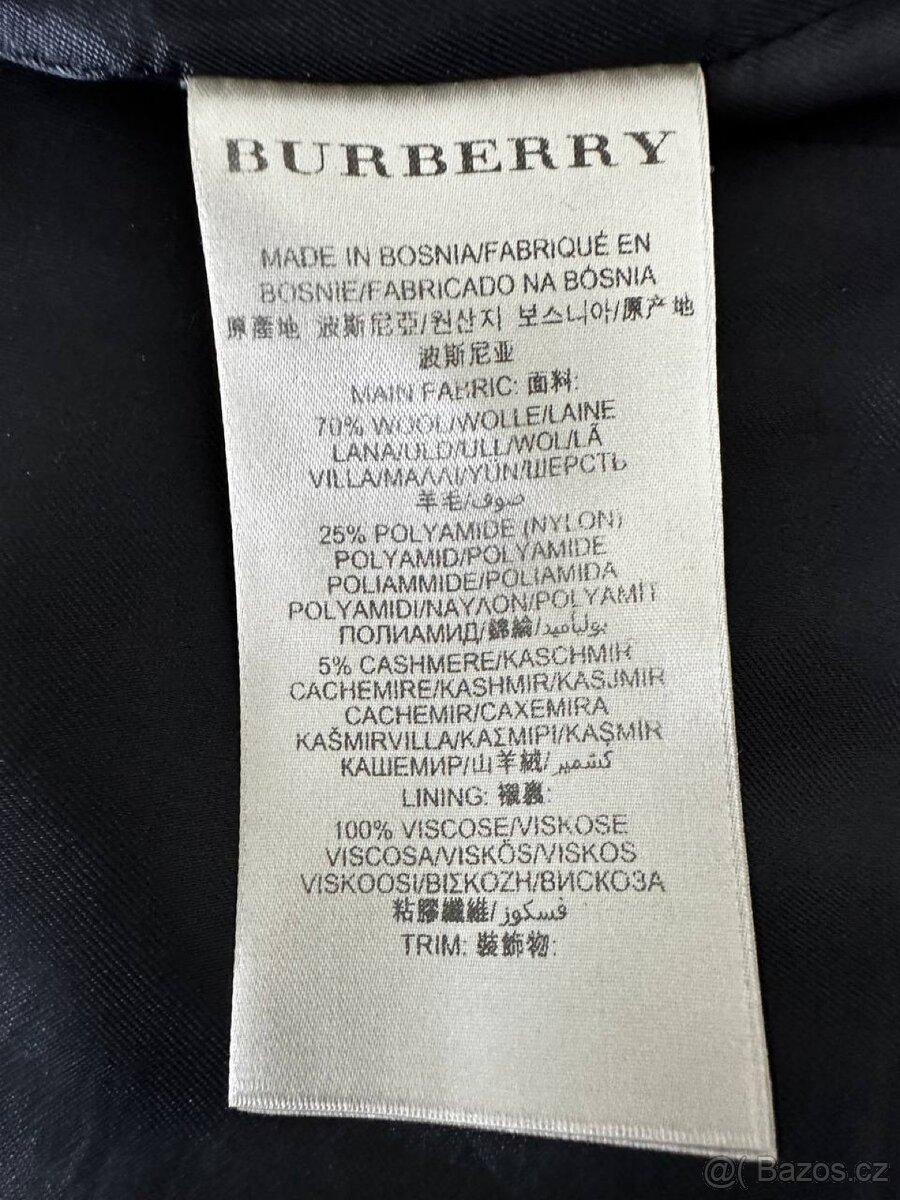 BURBERRY
MADE IN BOSNIA/FABRIQUÉ EN
BOSNIE/FABRICADO NA BÓSNIA
原產地 波斯尼亞/원산지 보스니아/原产地
波斯尼亚
MAIN FABRIC: 面料:
70% WOOL/WOLLE/LAINE
LANA/ULD/ULL/WOL/LÃ
VILLA/ΜΑΛΛΙ/YÜN/ШЕРСТЬ
羊毛/صوف
25% POLYAMIDE (NYLON)
POLYAMID/POLYAMIDE
POLIAMMIDE/POLIAMIDA
POLYAMIDI/ΝΑΥΛΟΝ/POLYAMIT
ПОЛИАМИД/錦綸/بولياميد
5% CASHMERE/KASCHMIR
CACHEMIRE/KASHMIR/KASJMIR
CACHEMIR/CAXEMIRA
KAŠMIRVILLA/ΚΑΣΜΙΡΙ/KAŞMİR
КАШЕМИР/山羊絨/كشمير
LINING: 襯裏:
100% VISCOSE/VISKOSE
VISCOSA/VISKÖS/VISKOS
VISKOOSI/ΒΙΣΚΟΖΗ/ВИСКОЗА
粘膠纖維/فسكوز
TRIM: 裝飾物:
@( Bazos.cz